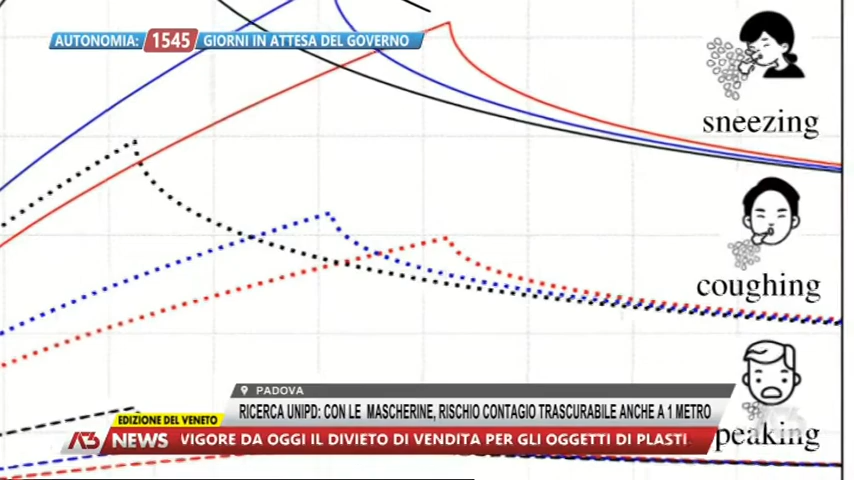 AUTONOMIA: 1545 GIORNI IN ATTESA DEL GOVERNO
sneezing
coughing
PADOVA
RICERCA UNIPD: CON LE MASCHERINE, RISCHIO CONTAGIO TRASCURABILE ANCHE A 1 METRO
EDIZIONE DEL VENETO
A3 NEWS VIGORE DA OGGI IL DIVIETO DI VENDITA PER GLI OGGETTI DI PLASTI
peaking